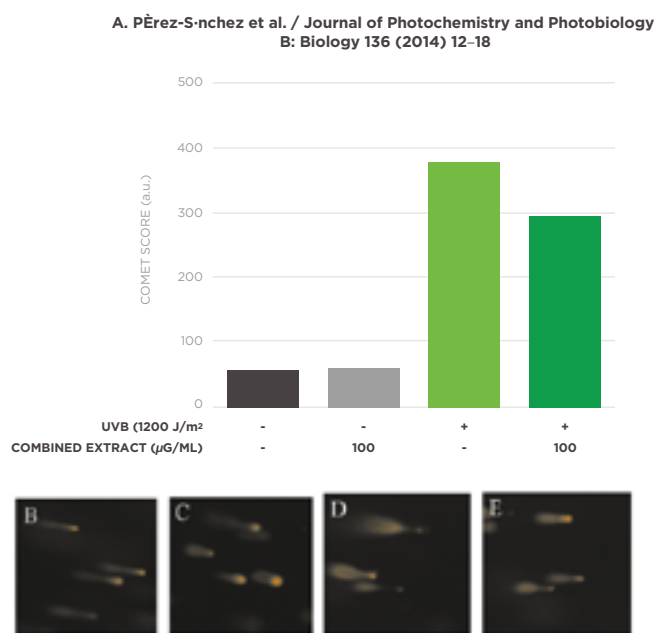 A. PÈrez-S·nchez et al. / Journal of Photochemistry and Photobiology
B: Biology 136 (2014) 12–18
500
400
300
200
100
0
COMET SCORE (a.u.)
UVB (1200 J/m² - - + +
COMBINED EXTRACT (µG/ML) - 100 - 100
B C D E